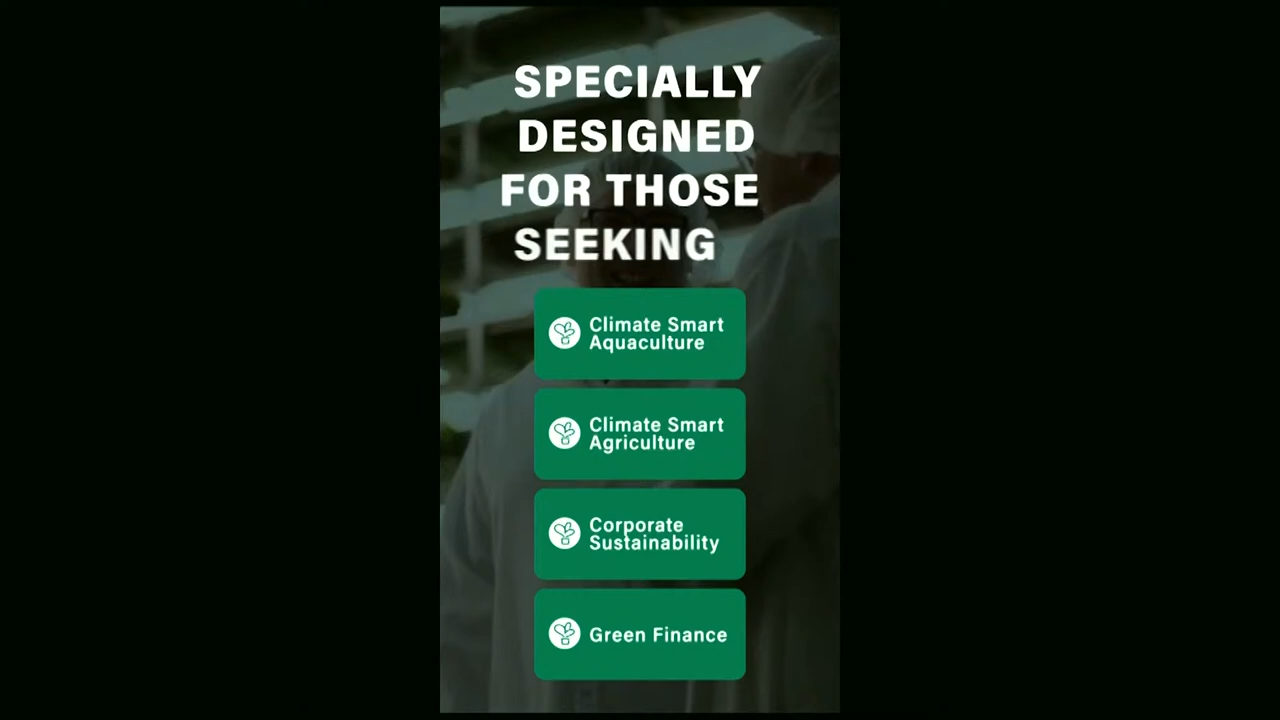 SPECIALLY
DESIGNED
FOR THOSE
SEEKING
Climate Smart
Aquaculture
Climate Smart
Agriculture
Corporate
Sustainability
Green Finance